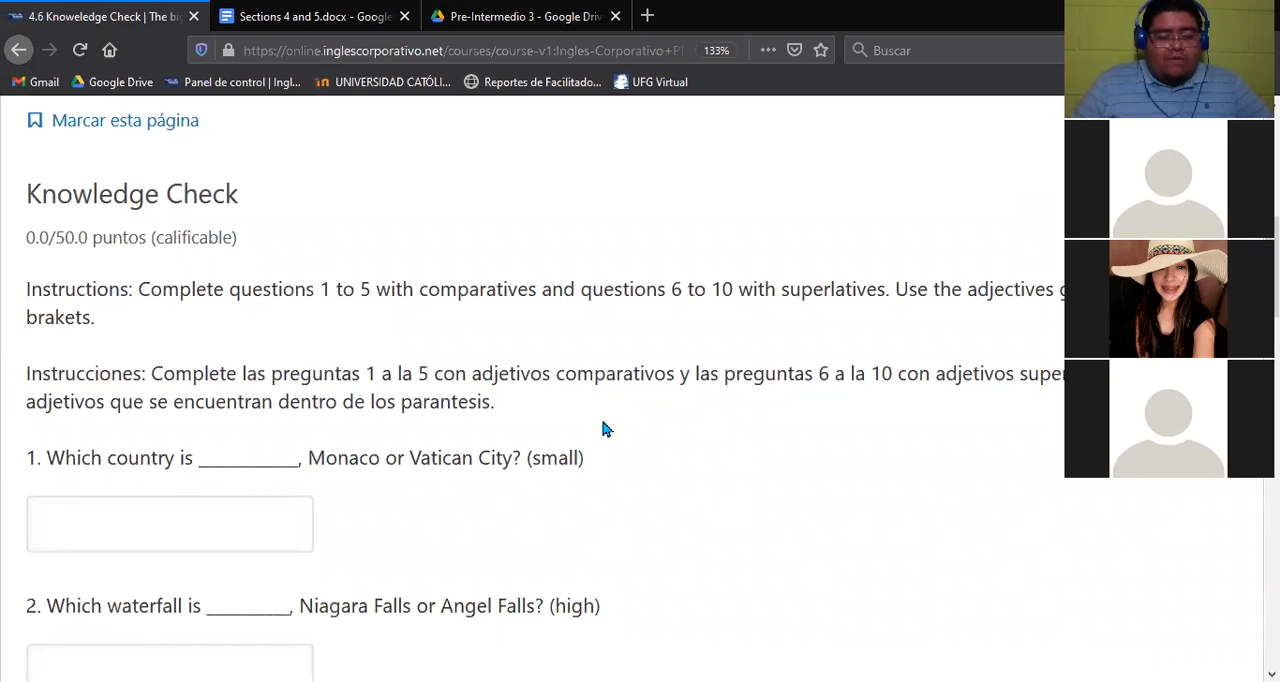 4.6 Knoweledge Check | The big
Sections 4 and 5.docx - Google
Pre-Intermedio 3 - Google Driv
https://online.inglescorporativo.net/courses/course-v1:Ingles-Corporativo+P
133%
Buscar
Gmail
Google Drive
Panel de control | Ingl...
UNIVERSIDAD CATÓLI...
Reportes de Facilitado...
UFG Virtual
Marcar esta página
Knowledge Check
0.0/50.0 puntos (calificable)
Instructions: Complete questions 1 to 5 with comparatives and questions 6 to 10 with superlatives. Use the adjectives
brakets.
Instrucciones: Complete las preguntas 1 a la 5 con adjetivos comparativos y las preguntas 6 a la 10 con adjetivos super
adjetivos que se encuentran dentro de los parantesis.
1. Which country is ___________, Monaco or Vatican City? (small)
2. Which waterfall is _________, Niagara Falls or Angel Falls? (high)